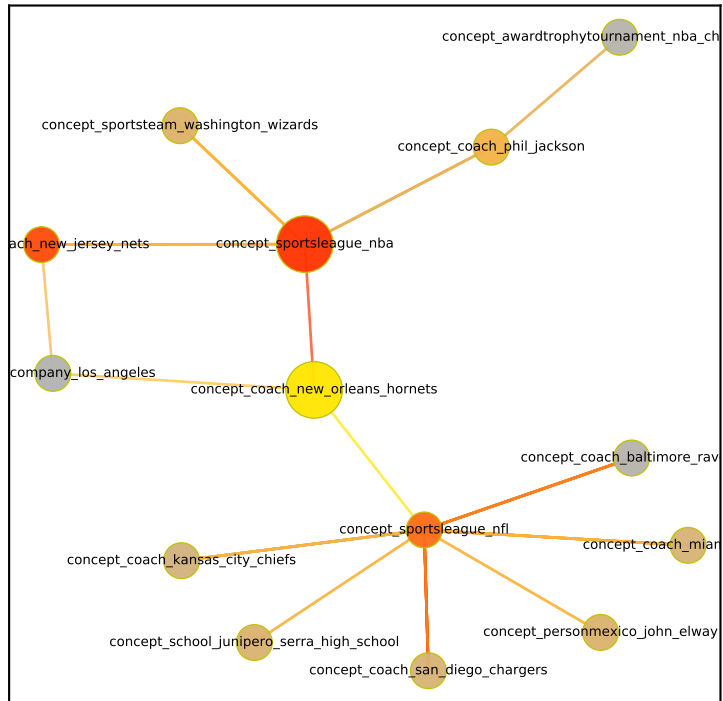 concept_awardtrophytournament_nba_ch
concept_sportsteam_washington_wizards
concept_coach_phil_jackson
ach_new_jersey_nets
concept_sportsleague_nba
company_los_angeles
concept_coach_new_orleans_hornets
concept_coach_baltimore_rav
concept_sportsleague_nfl
concept_coach_mian
concept_coach_kansas_city_chiefs
concept_personmexico_john_elway
concept_school_junipero_serra_high_school
concept_coach_san_diego_chargers